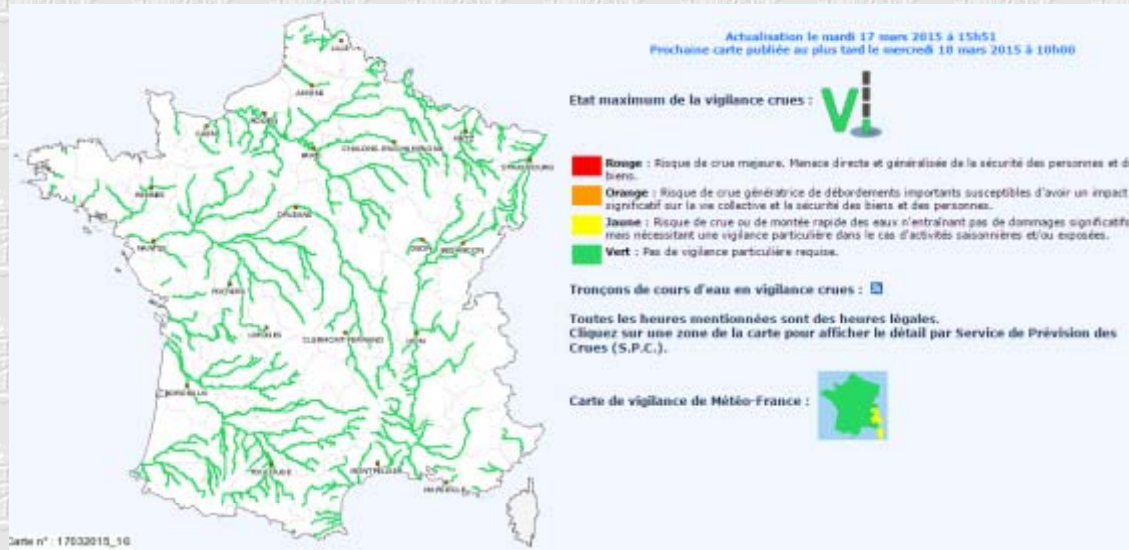 Actualisation le mardi 17 mars 2015 à 15h51
Prochaine carte publiée au plus tard le mercredi 18 mars 2015 à 10h00
Etat maximum de la vigilance crues :
Rouge : Risque de crue majeure. Menace directe et généralisée de la sécurité des personnes et d
biens.
Orange : Risque de crue génératrice de débordements importants susceptibles d'avoir un impact
significatif sur la vie collective et la sécurité des biens et des personnes.
Jaune : Risque de crue ou de montée rapide des eaux n'entraînant pas de dommages significatifs
mais nécessitant une vigilance particulière dans le cas d'activités saisonnières et/ou exposées.
Vert : Pas de vigilance particulière requise.
Tronçons de cours d'eau en vigilance crues :
Toutes les heures mentionnées sont des heures légales.
Cliquez sur une zone de la carte pour afficher le détail par Service de Prévision des
Crues (S.P.C.).
Carte de vigilance de Météo-France :
LILLE
AMIENS
ROUEN
CAEN
METZ
PARIS
CHALONS-EN-CHAMPAGNE
STRASBOURG
RENNES
ORLEANS
NANTES
DIJON
BESANCON
POITIERS
LIMOGES
CLERMONT-FERRAND
LYON
BORDEAUX
TOULOUSE
MONTPELLIER
MARSEILLE
Carte n° : 17032015_16